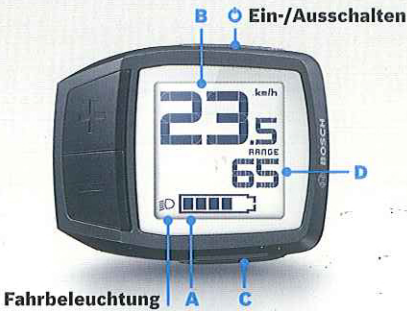 B ⏻ Ein-/Ausschalten
km/h
23.5
RANGE
65
D
BOSCH
Fahrbeleuchtung A C
+
−